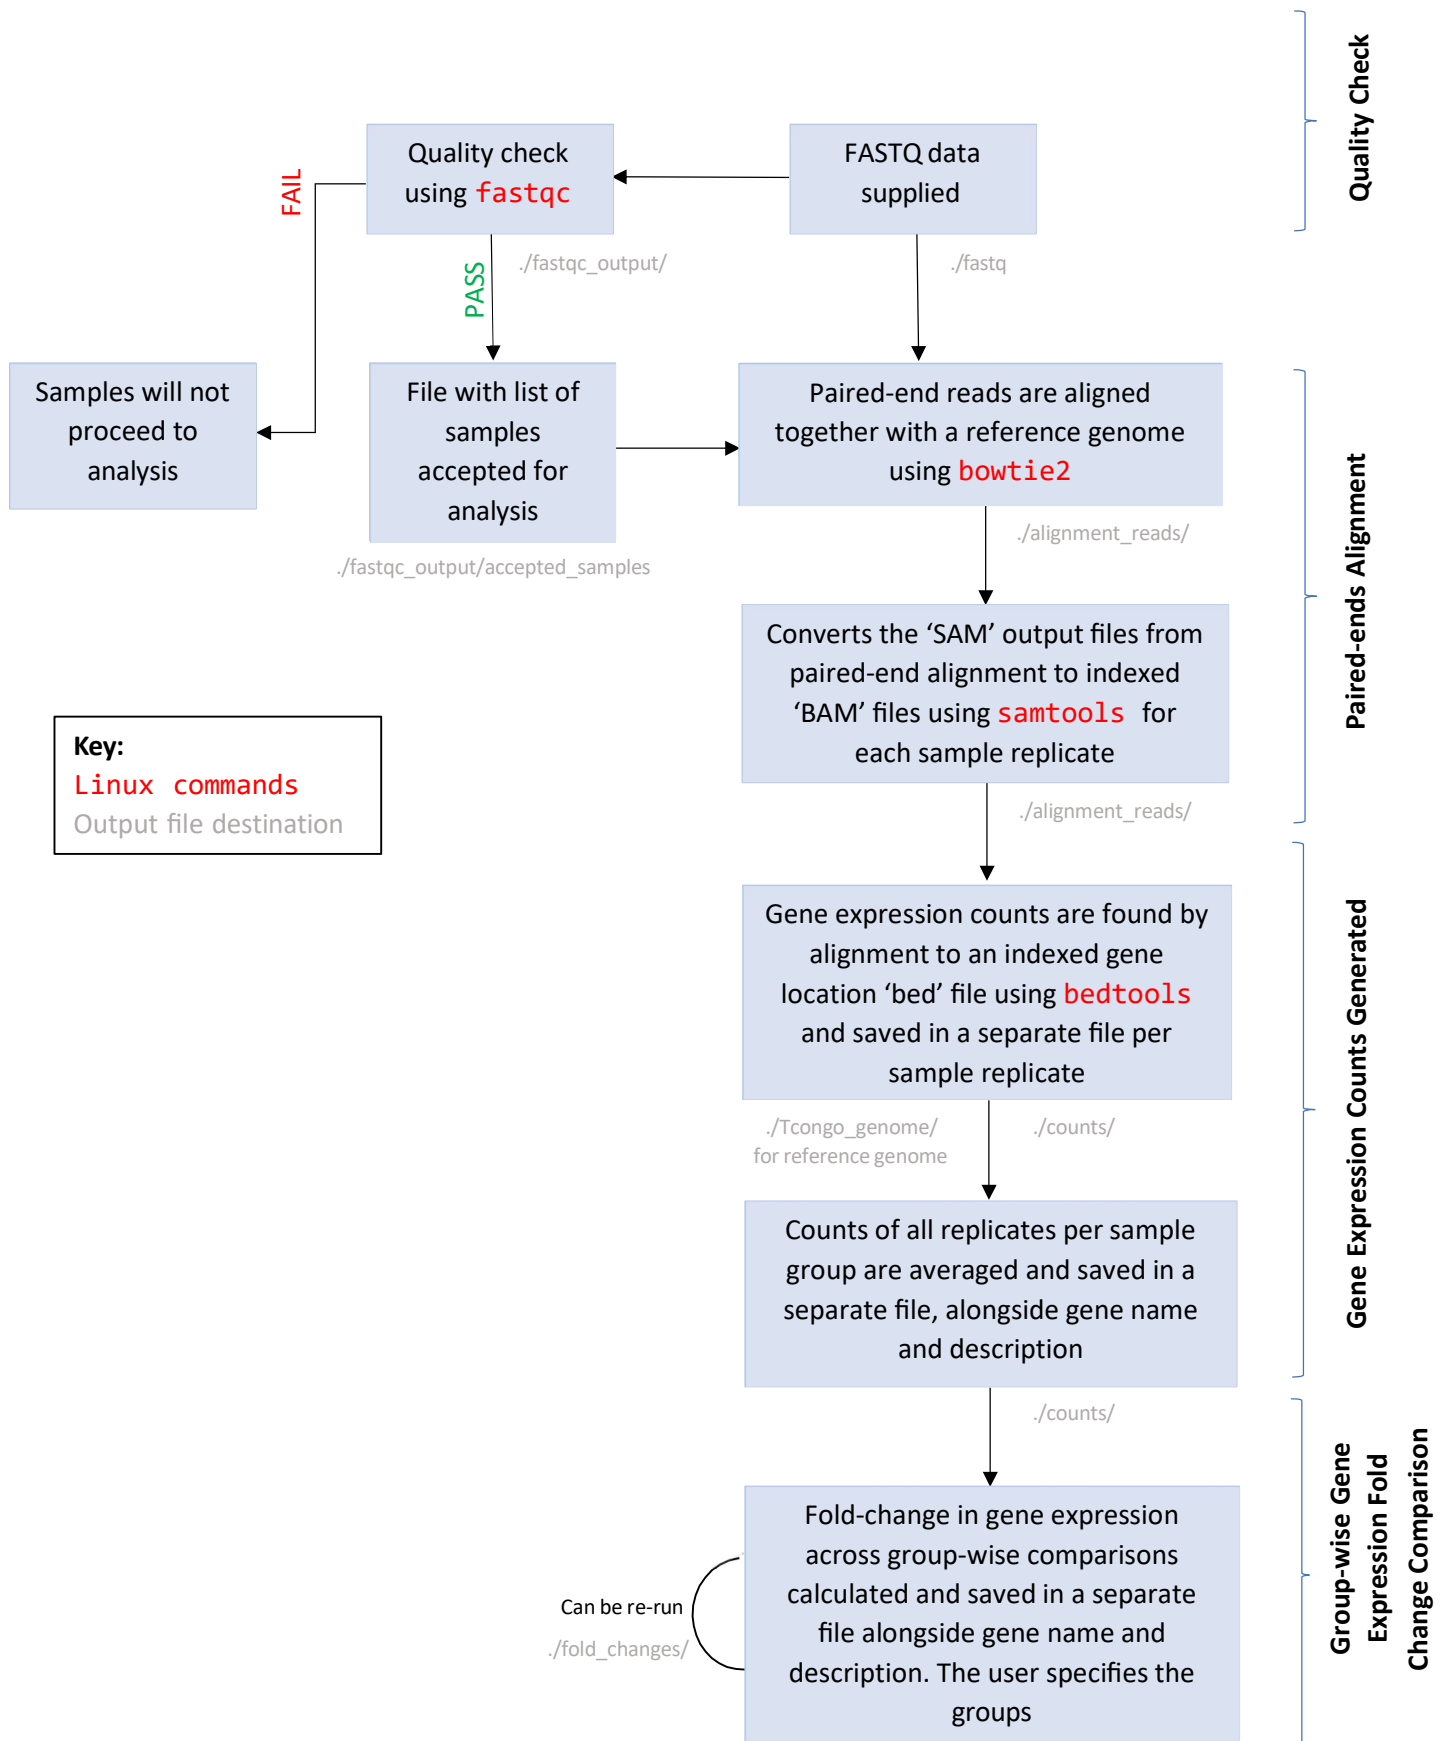 Quality Check
Quality check
using fastqc
FASTQ data
supplied
FAIL
PASS
./fastqc_output/
./fastq
Samples will not
proceed to
analysis
File with list of
samples
accepted for
analysis
./fastqc_output/accepted_samples
Paired-end reads are aligned
together with a reference genome
using bowtie2
./alignment_reads/
Paired-ends Alignment
Converts the ‘SAM’ output files from
paired-end alignment to indexed
‘BAM’ files using samtools for
each sample replicate
./alignment_reads/
Key:
Linux commands
Output file destination
Gene expression counts are found by
alignment to an indexed gene
location ‘bed’ file using bedtools
and saved in a separate file per
sample replicate
./Tcongo_genome/
for reference genome
./counts/
Gene Expression Counts Generated
Counts of all replicates per sample
group are averaged and saved in a
separate file, alongside gene name
and description
./counts/
Fold-change in gene expression
across group-wise comparisons
calculated and saved in a separate
file alongside gene name and
description. The user specifies the
groups
Can be re-run
./fold_changes/
Group-wise Gene
Expression Fold
Change Comparison